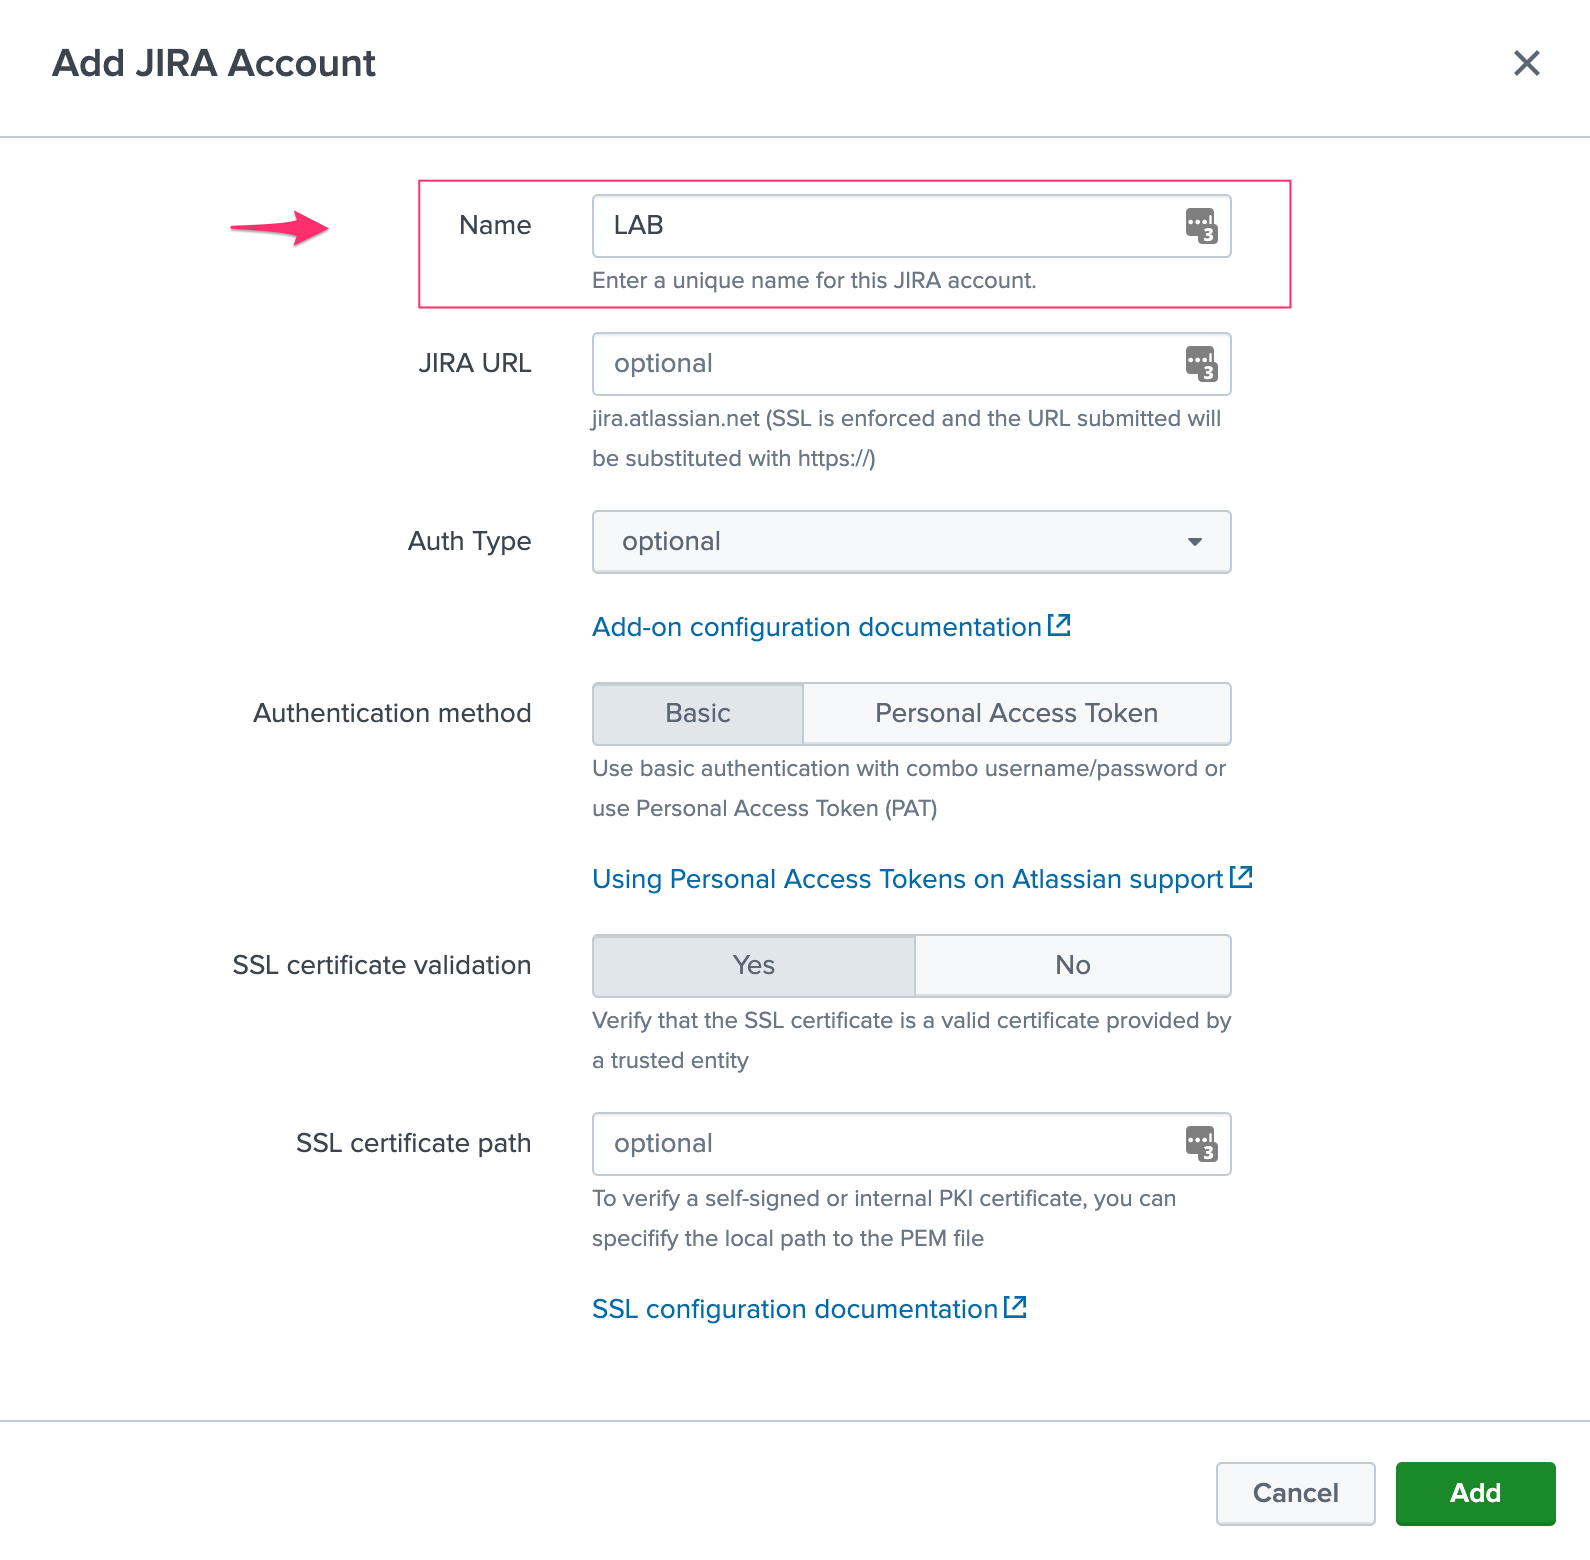 Add JIRA Account
Name
LAB
3
Enter a unique name for this JIRA account.
JIRA URL
optional
3
jira.atlassian.net (SSL is enforced and the URL submitted will
be substituted with https://)
Auth Type
optional
Add-on configuration documentation
Authentication method
Basic
Personal Access Token
Use basic authentication with combo username/password or
use Personal Access Token (PAT)
Using Personal Access Tokens on Atlassian support
SSL certificate validation
Yes
No
Verify that the SSL certificate is a valid certificate provided by
a trusted entity
SSL certificate path
optional
3
To verify a self-signed or internal PKI certificate, you can
specifify the local path to the PEM file
SSL configuration documentation
Cancel
Add